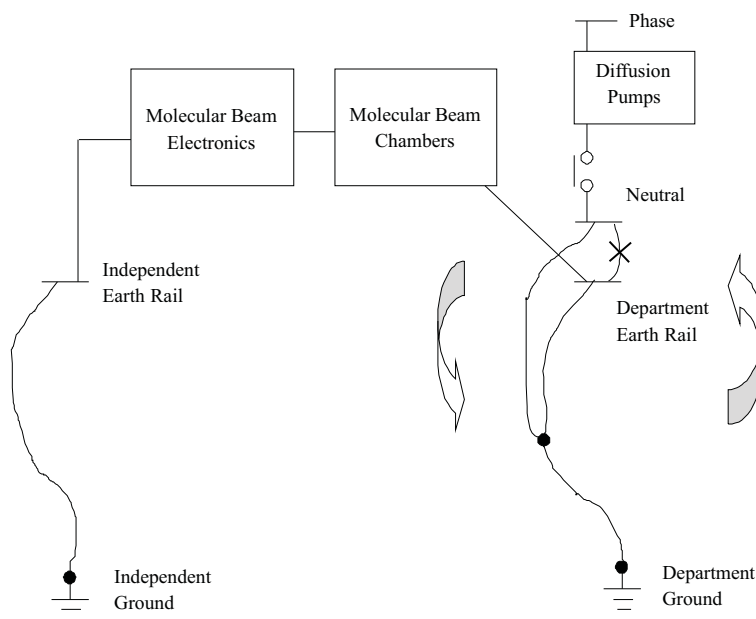 Phase
Diffusion
Pumps
Molecular Beam
Electronics
Molecular Beam
Chambers
Neutral
Independent
Earth Rail
Department
Earth Rail
Independent
Ground
Department
Ground